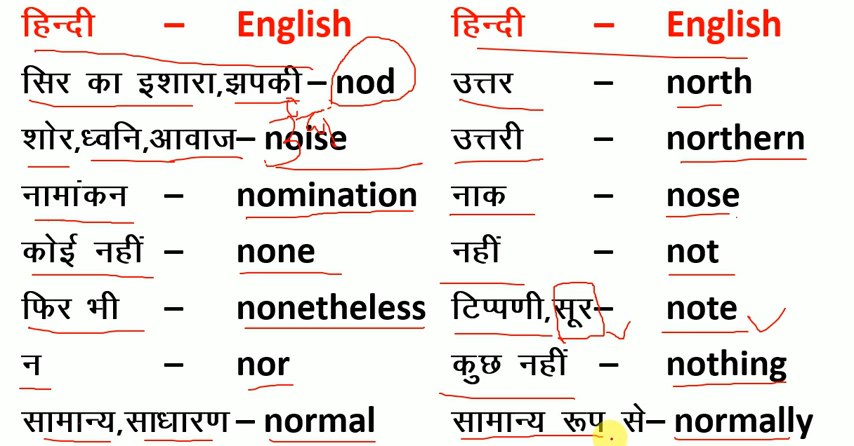 हिन्दी – English
सिर का इशारा,झपकी– nod
शोर,ध्वनि,आवाज– noise
नामांकन – nomination
कोई नहीं – none
फिर भी – nonetheless
न – nor
सामान्य,साधारण – normal
हिन्दी – English
उत्तर – north
उत्तरी – northern
नाक – nose
नहीं – not
टिप्पणी,सूर– note
कुछ नहीं – nothing
सामान्य रूप से– normally